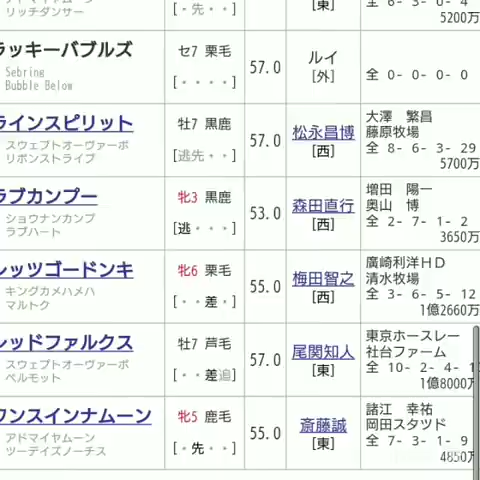 リッチダンサー
[・先・・]
[東]
全 6- 3- 0- 4
5200万
ラッキーバブルズ
Sebring
Bubble Below
セ7 栗毛
[・・・・]
57.0
ルイ
[外]
全 0- 0- 0- 0
ラインスピリット
スウェプトオーヴァーボ
リボンストライプ
牡7 黒鹿
[逃先・・]
57.0
松永昌博
[西]
大澤 繁昌
藤原牧場
全 8- 6- 3- 29
5700万
ラブカンプー
ショウナンカンプ
ラブハート
牝3 黒鹿
[逃・・・]
53.0
森田直行
[西]
増田 陽一
奥山 博
全 2- 7- 1- 2
3650万
レッツゴードンキ
キングカメハメハ
マルトク
牝6 栗毛
[・・差・]
55.0
梅田智之
[西]
廣崎利洋ＨＤ
清水牧場
全 3- 6- 5- 12
1億2660万
レッドファルクス
スウェプトオーヴァーボ
ベルモット
牡7 芦毛
[・・差追]
57.0
尾関知人
[東]
東京ホースレー
社台ファーム
全 10- 2- 4- 1
1億8000万
ワンスインナムーン
アドマイヤムーン
ツーデイズノーチス
牝5 鹿毛
[・先・・]
55.0
斎藤誠
[東]
諸江 幸祐
岡田スタツド
全 7- 3- 1- 9
4850万